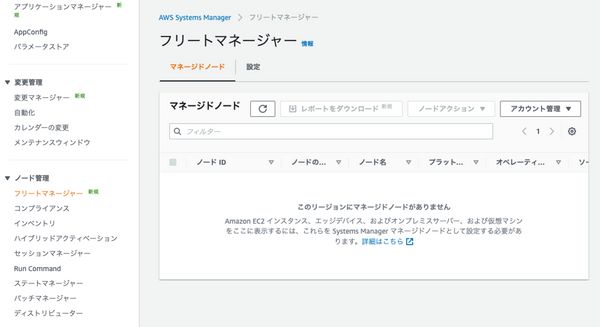 アプリケーションマネージャー 新規
AppConfig
パラメータストア
変更管理
変更マネージャー 新規
自動化
カレンダーの変更
メンテナンスウィンドウ
ノード管理
フリートマネージャー 新規
コンプライアンス
インベントリ
ハイブリッドアクティベーション
セッションマネージャー
Run Command
ステートマネージャー
パッチマネージャー
ディストリビューター
AWS Systems Manager > フリートマネージャー
フリートマネージャー 情報
マネージドノード 設定
マネージドノード レポートをダウンロード 新規 ノードアクション アカウント管理
フィルター 1
ノード ID ノードの... ノード名 プラット... オペレーティ... ソー
このリージョンにマネージドノードがありません
Amazon EC2 インスタンス、エッジデバイス、およびオンプレミスサーバー、および仮想マシン
をここに表示するには、これらを Systems Manager マネージドノードとして設定する必要があ
ります。詳細はこちら